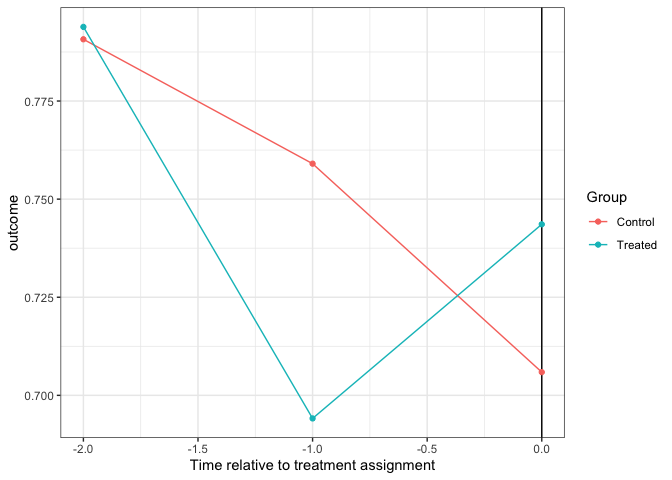 0.775
0.750
0.725
0.700
outcome
-2.0 -1.5 -1.0 -0.5 0.0
Time relative to treatment assignment
Group
Control
Treated